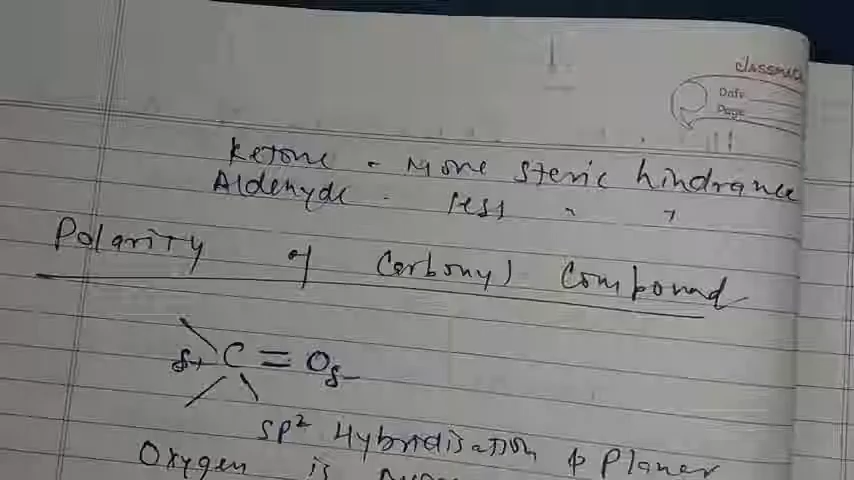 classmate
Date
Page
Ketone - More steric hindrance
Aldehyde - less " "
Polarity of Carbonyl Compound
δ+ C = O δ-
SP² Hybridisation & Planer
Oxygen is